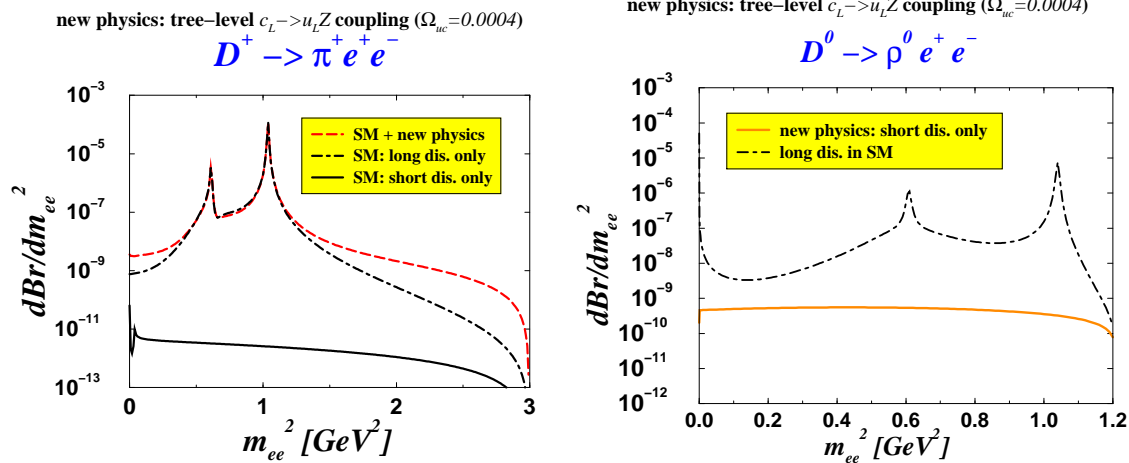 new physics: tree−level c_L−>u_LZ coupling (Ω_uc=0.0004)
D^+ −> π^+ e^+ e^−
10^−3
10^−5
10^−7
10^−9
10^−11
10^−13
dBr/dm_ee^2
SM + new physics
SM: long dis. only
SM: short dis. only
0
1
2
3
m_ee^2 [GeV^2]
new physics: tree−level c_L−>u_LZ coupling (Ω_uc=0.0004)
D^0 −> ρ^0 e^+ e^−
10^−3
10^−4
10^−5
10^−6
10^−7
10^−8
10^−9
10^−10
10^−11
10^−12
dBr/dm_ee^2
new physics: short dis. only
long dis. in SM
0.0
0.2
0.4
0.6
0.8
1.0
1.2
m_ee^2 [GeV^2]